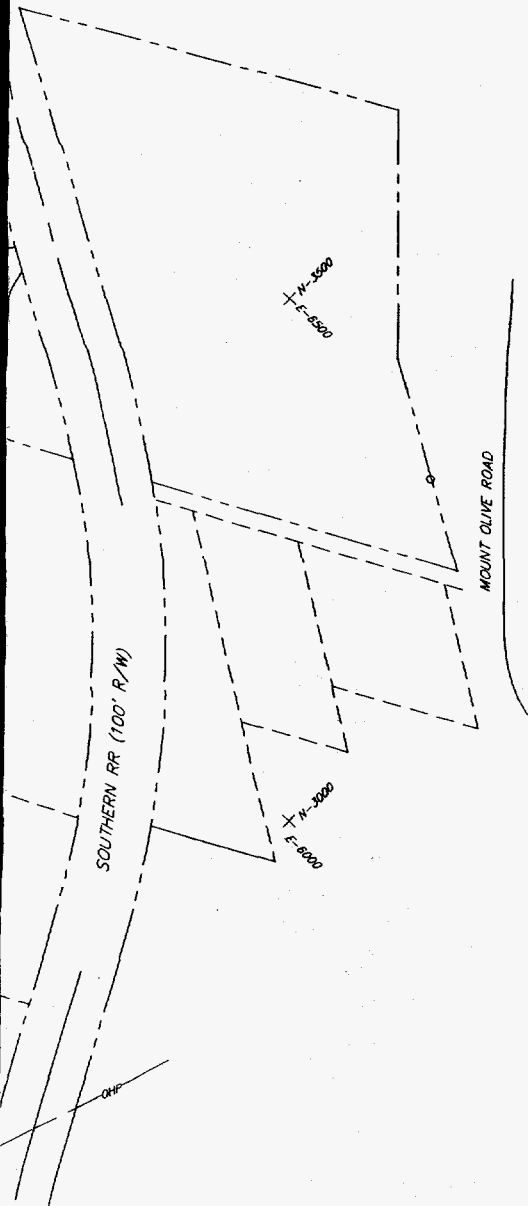 N-3500
E-6500
MOUNT OLIVE ROAD
SOUTHERN RR (100' R/W)
N-3000
E-6000
OHP